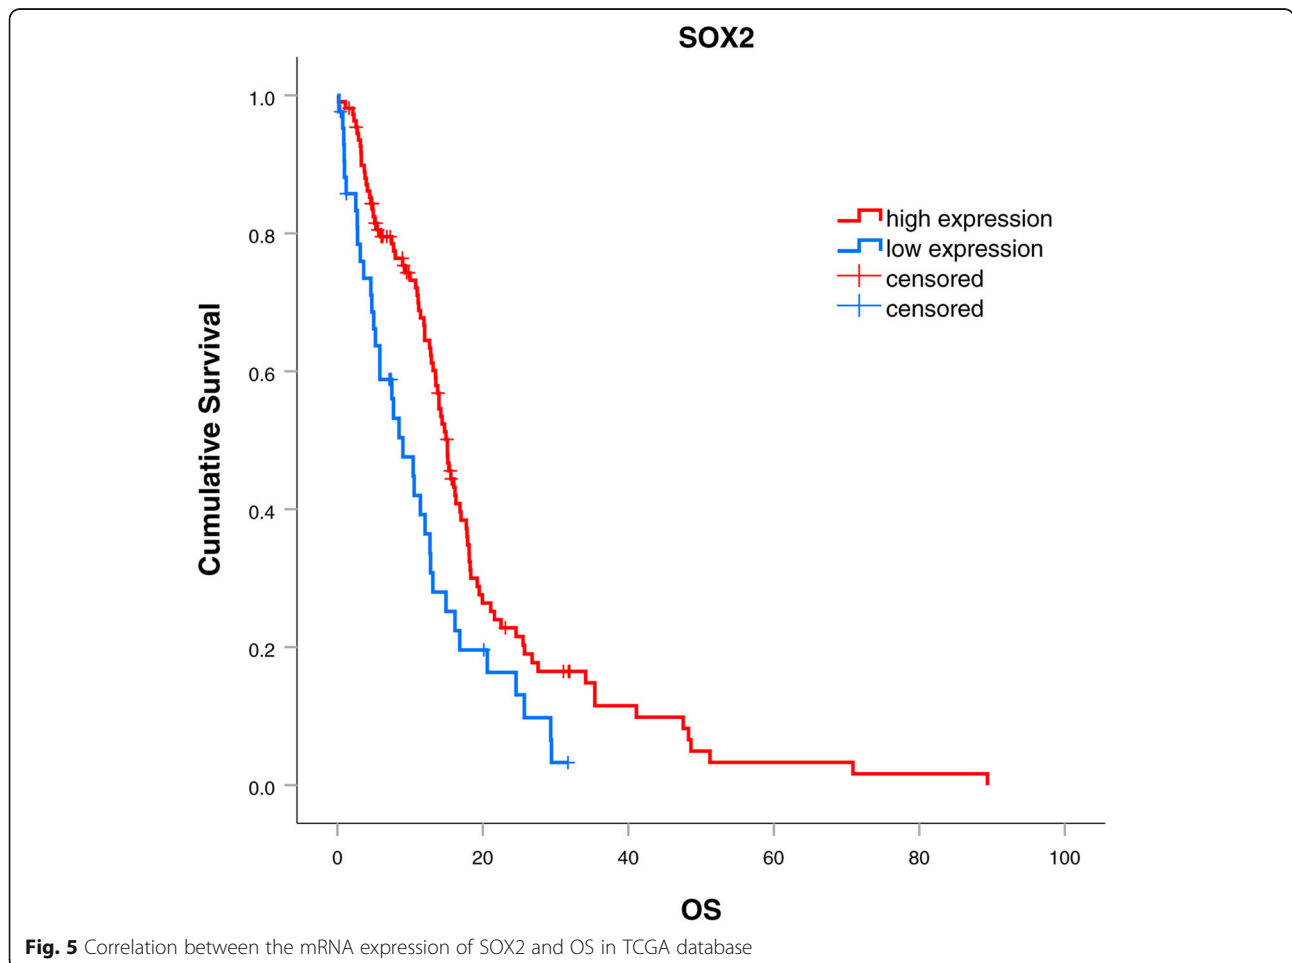 SOX2
1.0
0.8
0.6
0.4
0.2
0.0
Cumulative Survival
high expression
low expression
censored
censored
0 20 40 60 80 100
OS
Fig. 5 Correlation between the mRNA expression of SOX2 and OS in TCGA database